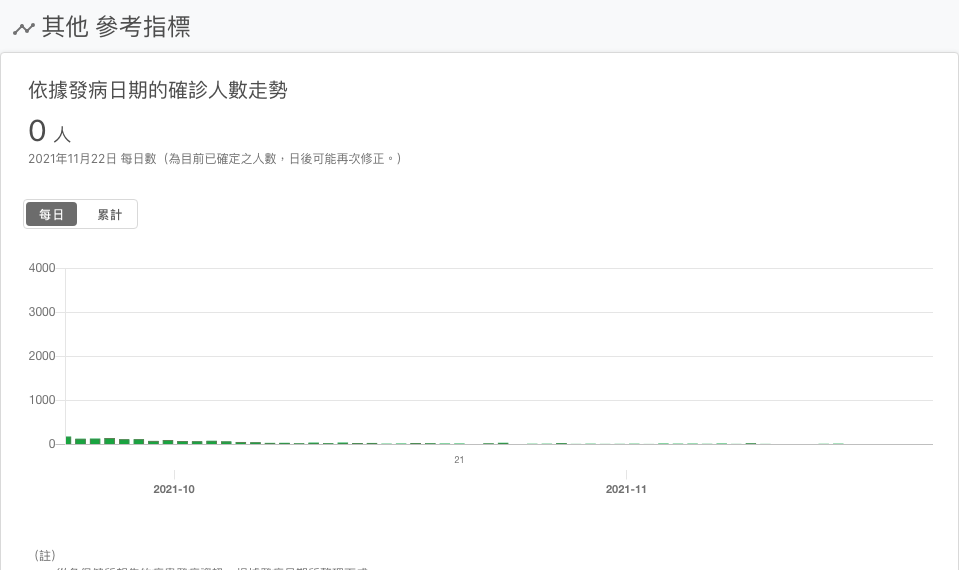 其他 參考指標
依據發病日期的確診人數走勢
0 人
2021年11月22日 每日數（為目前已確定之人數，日後可能再次修正。）
每日 累計
4000
3000
2000
1000
0
21
2021-10 2021-11
（註）